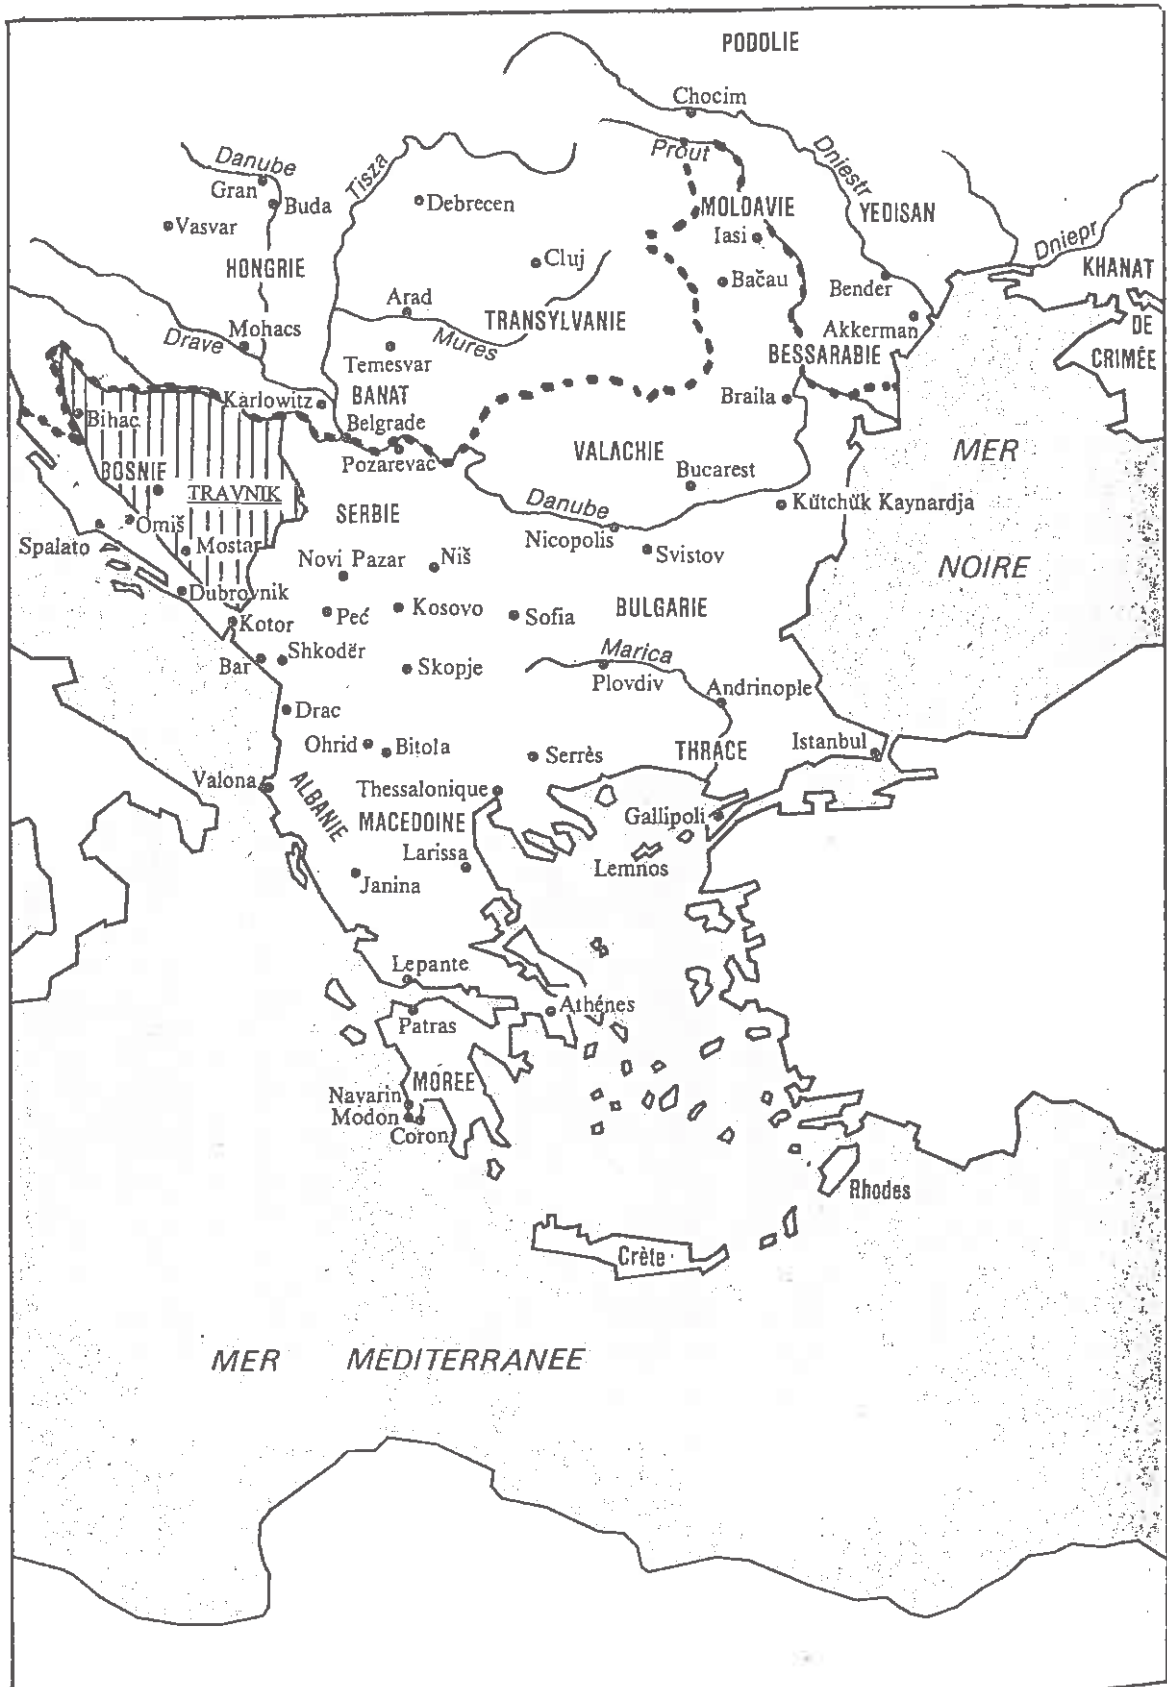 PODOLIE
Chocim
Danube
Gran
Buda
Tisza
Prout
Dniestr
Vasvar
Debrecen
MOLDAVIE
YEDISAN
Iasi
Dniepr
HONGRIE
Cluj
Bačau
Bender
KHANAT
DE
CRIMÉE
Arad
TRANSYLVANIE
Akkerman
Mohacs
Drave
Mures
Temesvar
BESSARABIE
Karlowitz
BANAT
Braila
Bihac
Belgrade
Pozarevac
VALACHIE
MER
NOIRE
BOSNIE
TRAVNIK
SERBIE
Bucarest
Danube
Kütchük Kaynardja
Omiš
Spalato
Mostar
Nicopolis
Svistov
Novi Pazar
Niš
Dubrovnik
Peć
Kosovo
Sofia
BULGARIE
Kotor
Bar
Shkodër
Skopje
Marica
Plovdiv
Andrinople
Drac
Ohrid
Bitola
Serrès
THRACE
Istanbul
Valona
ALBANIE
Thessalonique
MACEDOINE
Gallipoli
Larissa
Lemnos
Janina
Lepante
Athénes
Patras
MORÉE
Navarin
Modon
Coron
Rhodes
Crète
MER MEDITERRANEE